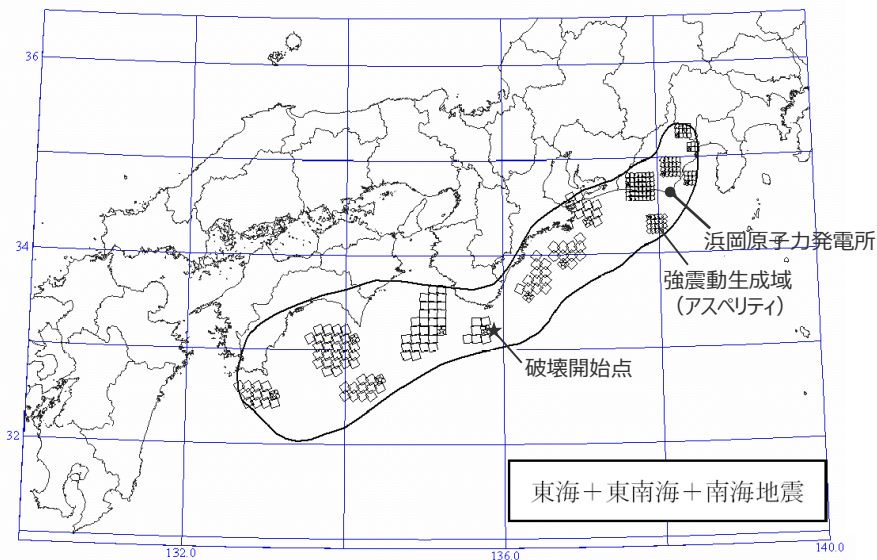 36
34
浜岡原子力発電所
強震動生成域
（アスペリティ）
破壊開始点
32
東海＋東南海＋南海地震
132.0
136.0
140.0